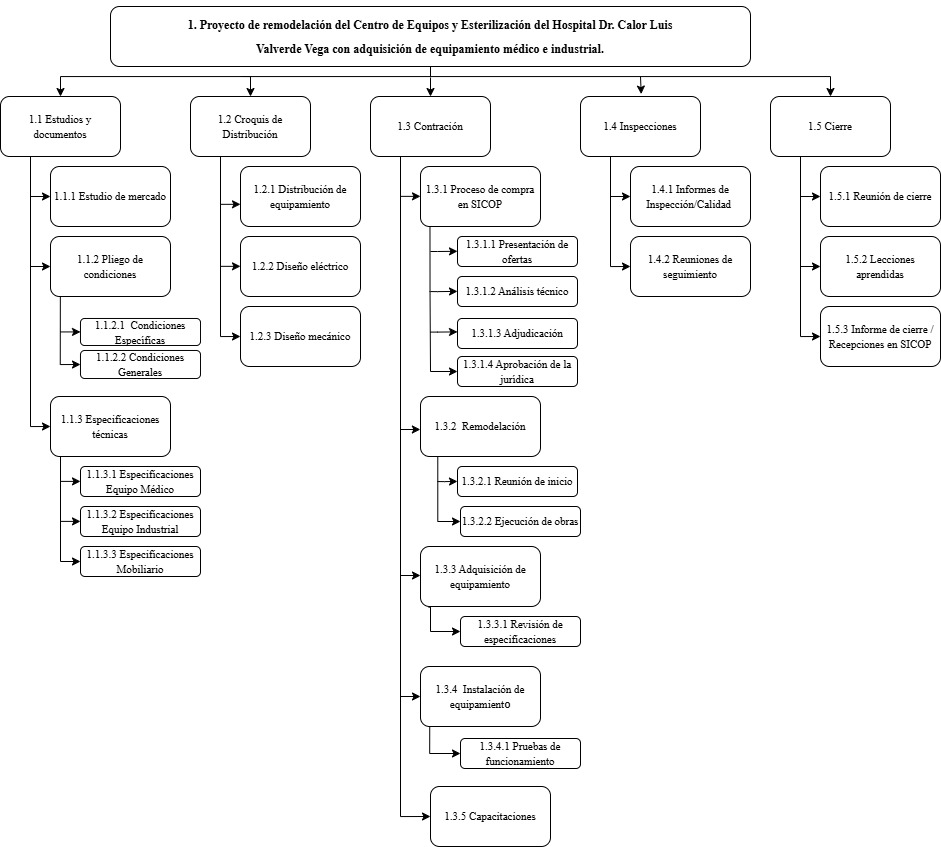 1. Proyecto de remodelación del Centro de Equipos y Esterilización del Hospital Dr. Calor Luis
Valverde Vega con adquisición de equipamiento médico e industrial.
1.1 Estudios y
documentos
1.1.1 Estudio de mercado
1.1.2 Pliego de
condiciones
1.1.2.1 Condiciones
Especificas
1.1.2.2 Condiciones
Generales
1.1.3 Especificaciones
técnicas
1.1.3.1 Especificaciones
Equipo Médico
1.1.3.2 Especificaciones
Equipo Industrial
1.1.3.3 Especificaciones
Mobiliario
1.2 Croquis de
Distribución
1.2.1 Distribución de
equipamiento
1.2.2 Diseño eléctrico
1.2.3 Diseño mecánico
1.3 Contración
1.3.1 Proceso de compra
en SICOP
1.3.1.1 Presentación de
ofertas
1.3.1.2 Análisis técnico
1.3.1.3 Adjudicación
1.3.1.4 Aprobación de la
jurídica
1.3.2 Remodelación
1.3.2.1 Reunión de inicio
1.3.2.2 Ejecución de obras
1.3.3 Adquisición de
equipamiento
1.3.3.1 Revisión de
especificaciones
1.3.4 Instalación de
equipamiento
1.3.4.1 Pruebas de
funcionamiento
1.3.5 Capacitaciones
1.4 Inspecciones
1.4.1 Informes de
Inspección/Calidad
1.4.2 Reuniones de
seguimiento
1.5 Cierre
1.5.1 Reunión de cierre
1.5.2 Lecciones
aprendidas
1.5.3 Informe de cierre /
Recepciones en SICOP